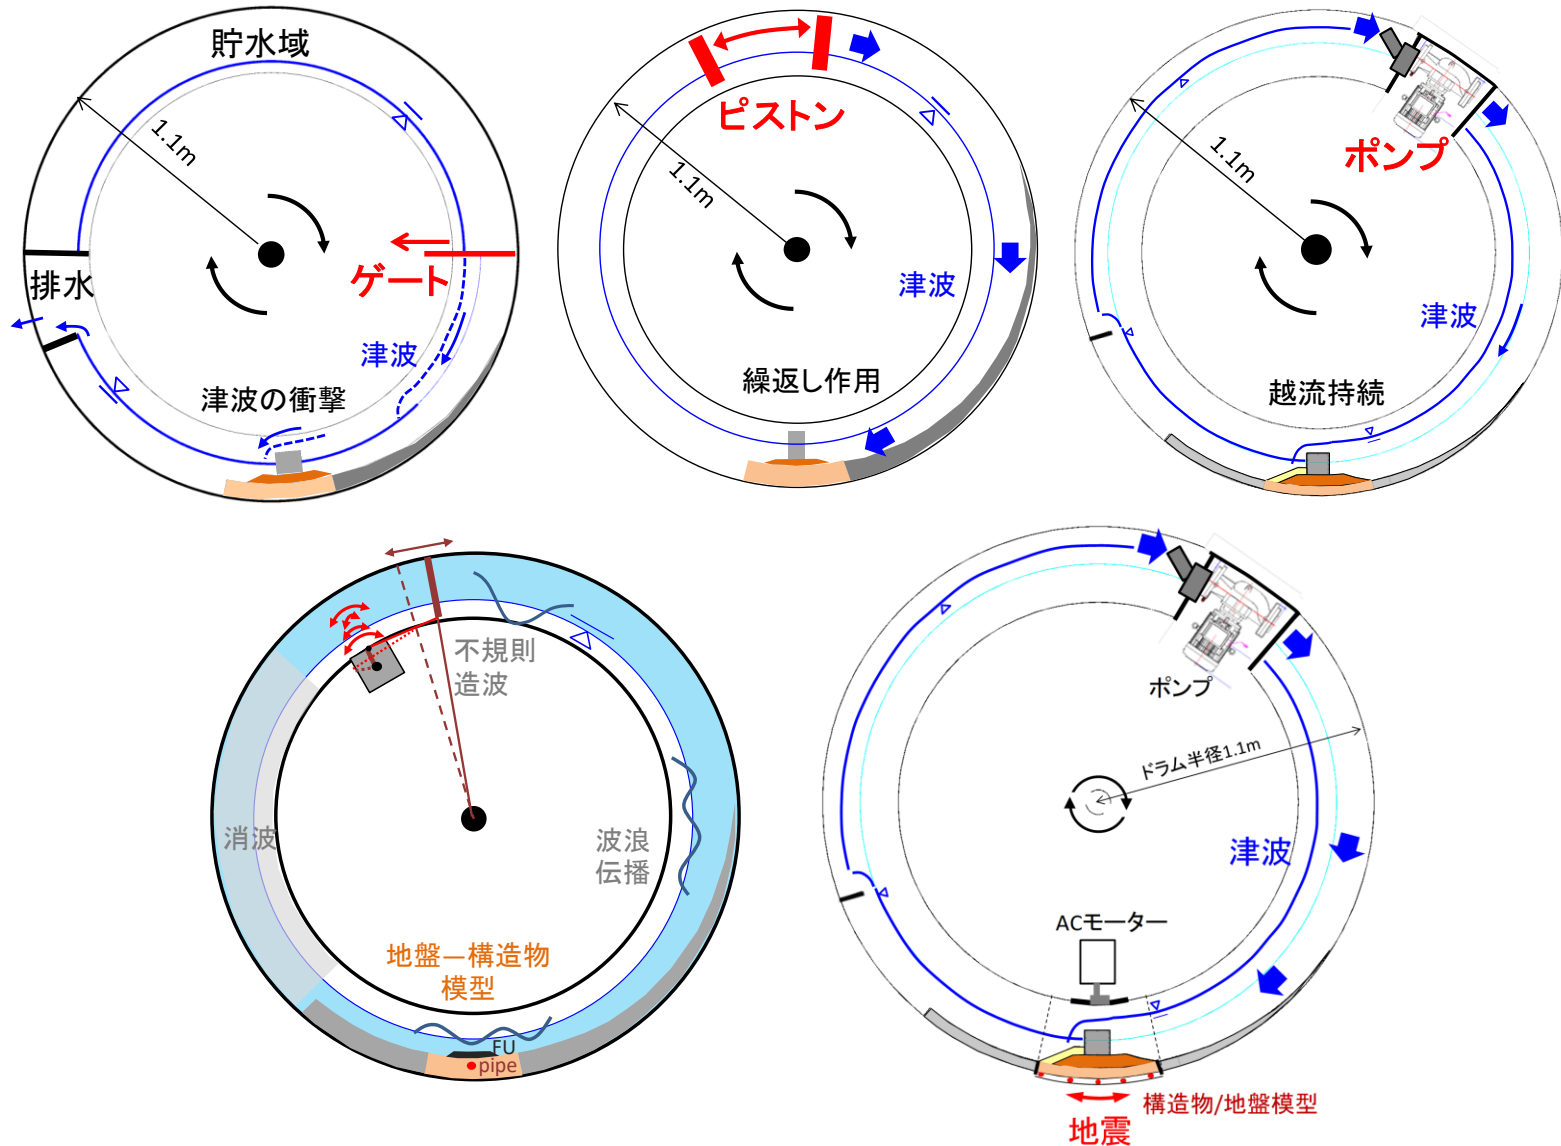 貯水域
1.1m
ゲート
排水
津波
津波の衝撃
ピストン
1.1m
津波
繰返し作用
ポンプ
1.1m
津波
越流持続
不規則
造波
消波
波浪
伝播
地盤―構造物
模型
FU
pipe
ポンプ
ドラム半径1.1m
津波
ACモーター
構造物/地盤模型
地震